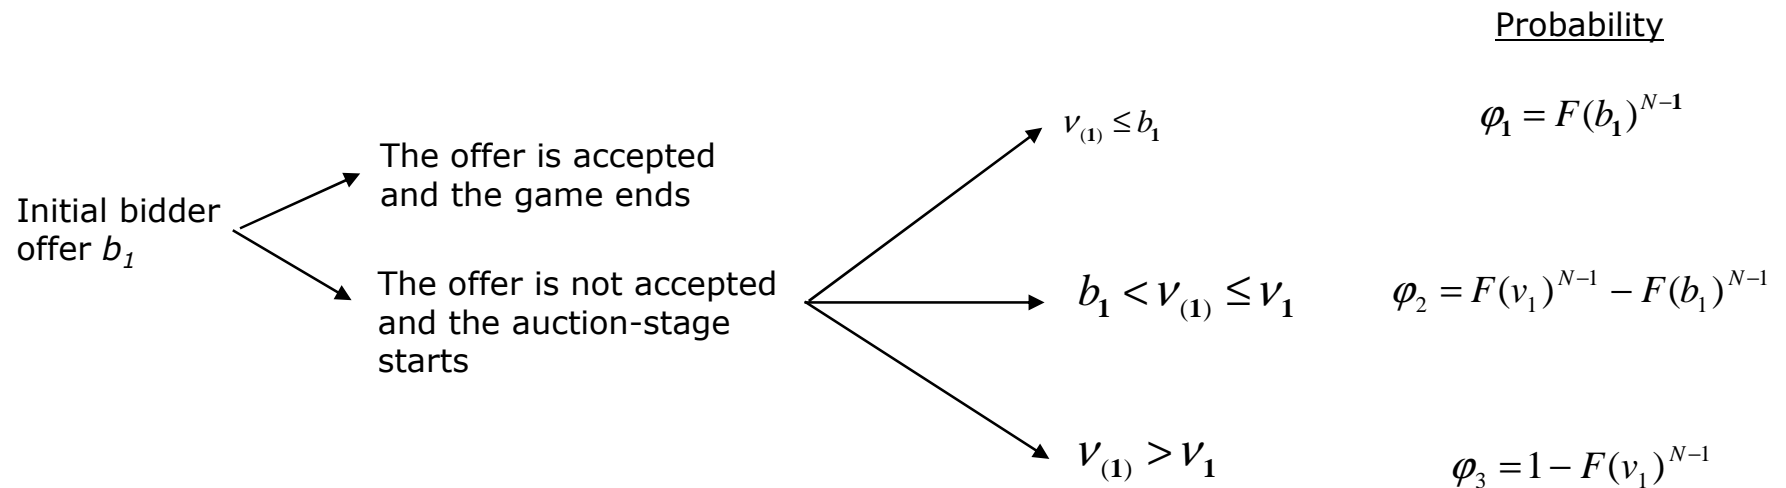 Probability
ν₍₁₎ ≤ b₁
φ₁ = F(b₁)ᴺ⁻¹
The offer is accepted
and the game ends
Initial bidder
offer b₁
The offer is not accepted
and the auction-stage
starts
b₁ < ν₍₁₎ ≤ ν₁
φ₂ = F(v₁)ᴺ⁻¹ − F(b₁)ᴺ⁻¹
ν₍₁₎ > ν₁
φ₃ = 1 − F(v₁)ᴺ⁻¹